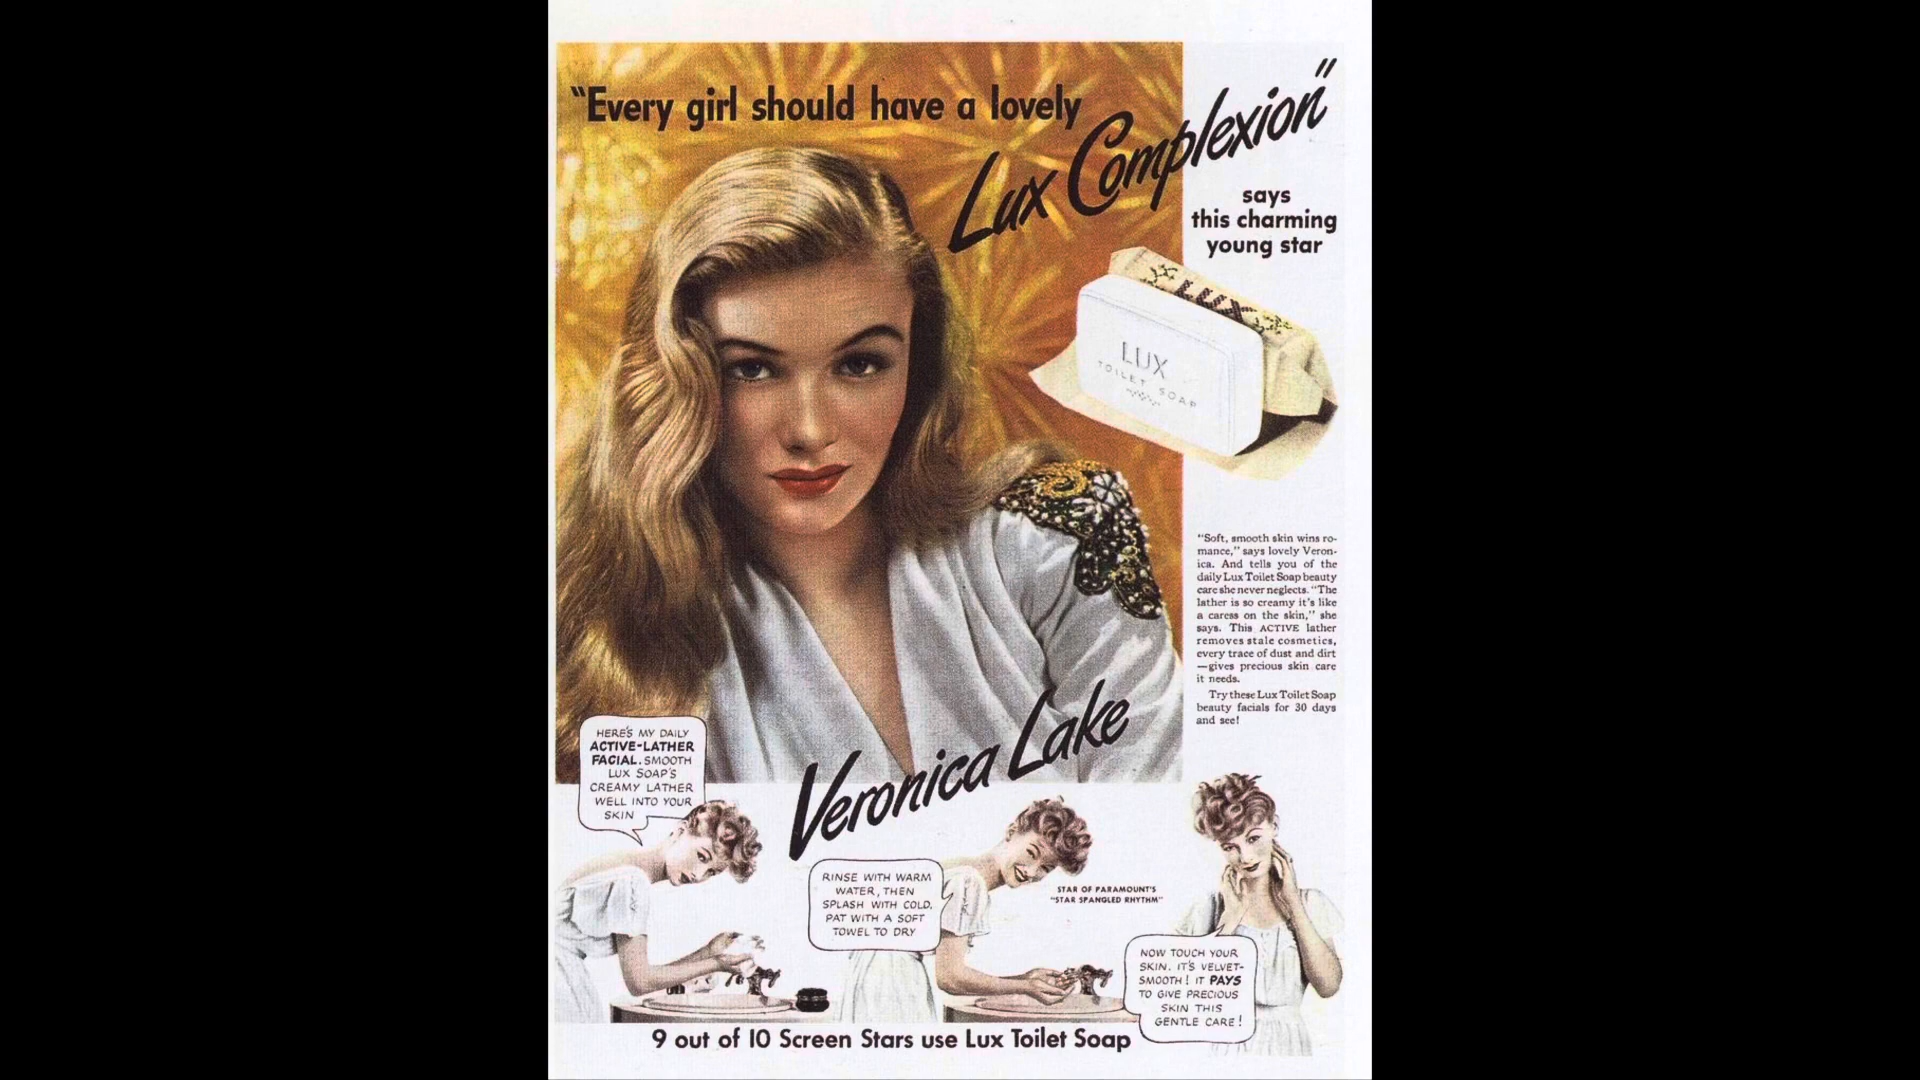 "Every girl should have a lovely
Lux Complexion"
says
this charming
young star
LUX
LUX
TOILET SOAP
"Soft, smooth skin wins ro-
mance," says lovely Veron-
ica. And tells you of the
daily Lux Toilet Soap beauty
care she never neglects. "The
lather is so creamy it's like
a caress on the skin," she
says. This ACTIVE lather
removes stale cosmetics,
every trace of dust and dirt
—gives precious skin care
it needs.
Try these Lux Toilet Soap
beauty facials for 30 days
and see!
Veronica Lake
HERE'S MY DAILY
ACTIVE-LATHER
FACIAL. SMOOTH
LUX SOAP'S
CREAMY LATHER
WELL INTO YOUR
SKIN
RINSE WITH WARM
WATER, THEN
SPLASH WITH COLD.
PAT WITH A SOFT
TOWEL TO DRY
STAR OF PARAMOUNT'S
"STAR SPANGLED RHYTHM"
NOW TOUCH YOUR
SKIN. IT'S VELVET-
SMOOTH! IT PAYS
TO GIVE PRECIOUS
SKIN THIS
GENTLE CARE!
9 out of 10 Screen Stars use Lux Toilet Soap